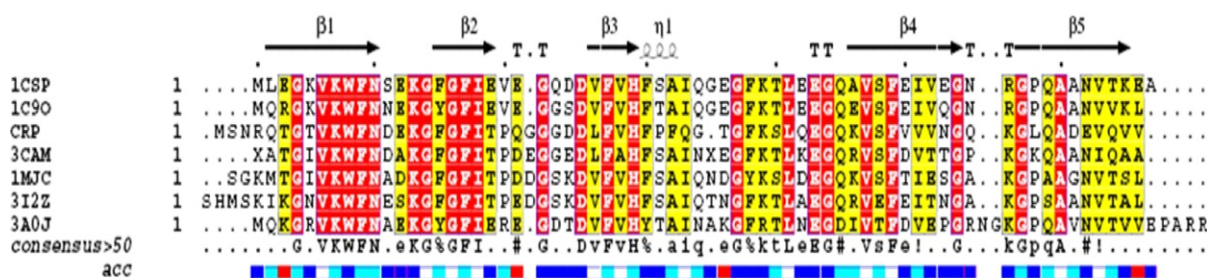 β1 β2 β3 η1 β4 β5
T.T TT T..T
1CSP 1 ....MLEGKVKWFNSEKGFGFIEVE.GQDDVFVHFSAIQGEGFKTLEEGQAVSFEIVEGN..RGPQAANVTKEA....
1C9O 1 ....MQRGKVKWFNNEKGYGFIEVE.GGSDVFVHFTAIQGEGFKTLEEGQEVSFEIVQGN..RGPQAANVVKL.....
CRP 1 .MSNRQTGTVKWFNDEKGFGFITPQGGGDDLFVHFPFQG.TGFKSLQEGQKVSFVVVNGQ..KGLQADEVQVV.....
3CAM 1 ....XATGIVKWFNDAKGFGFITPDEGGEDLFAHFSAINXEGFKTLKEGQRVSFDVTTGP..KGKQAANIQAA.....
1MJC 1 ..SGKMTGIVKWFNADKGFGFITPDDGSKDVFVHFSAIQNDGYKSLDEGQKVSFTIESGA..KGPAAGNVTSL.....
3I2Z 1 SHMSKIKGNVKWFNESKGFGFITPEDGSKDVFVHFSAIQTNGFKTLAEGQRVEFEITNGA..KGPSAANVTAL.....
3A0J 1 ....MQKGRVKWFNAEKGYGFIERE.GDTDVFVHYTAINAKGFRTLNEGDIVTFDVEPGRNGKGPQAVNVTVVEPARR
consensus>50 .......G.VKWFN.eKG%GFI..#.G..DvFvH%.aiq.eG%ktLeEG#.VsFe!..G...kGpqA.#!........
acc